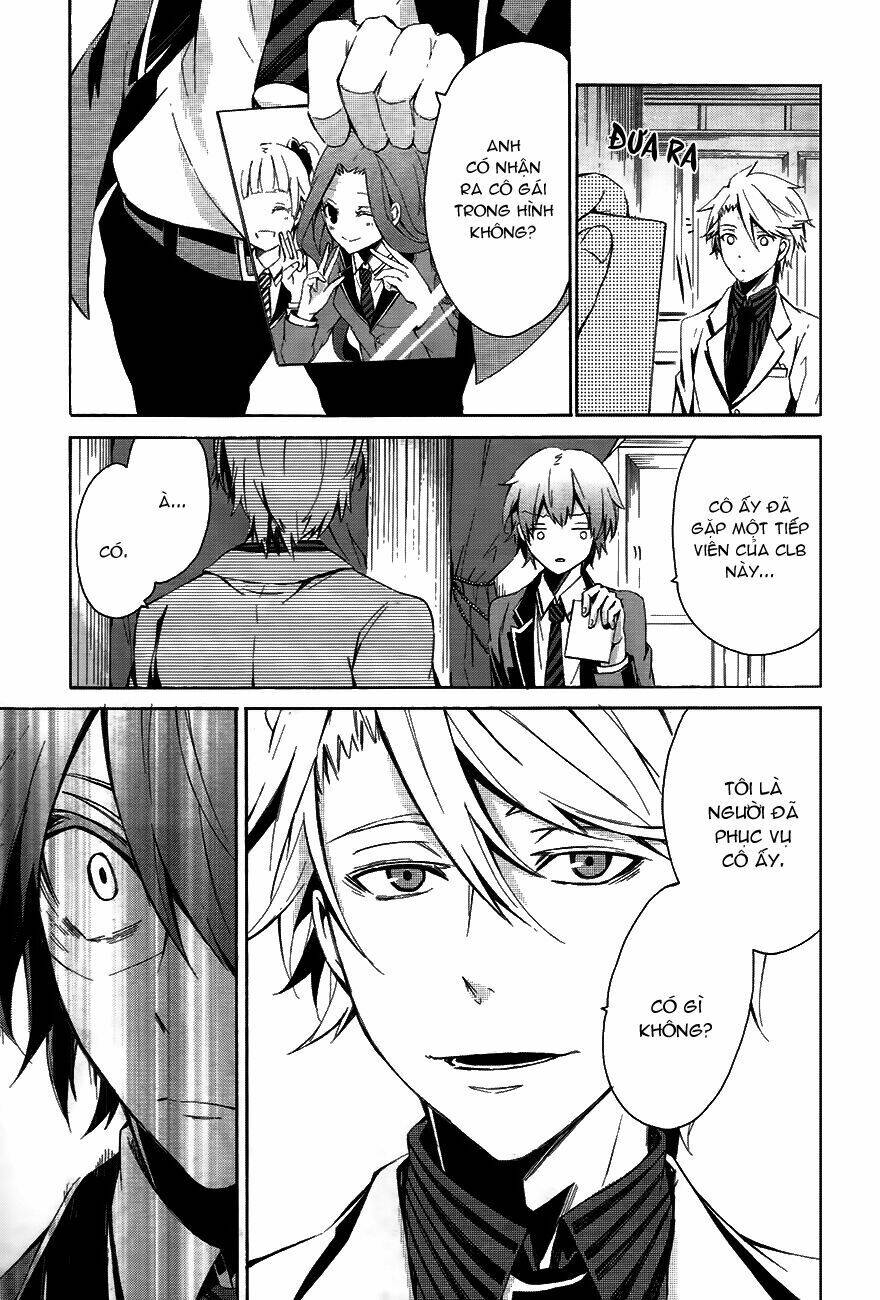 ĐƯA RA
ANH
CÓ NHẬN
RA CÔ GÁI
TRONG HÌNH
KHÔNG?
CÔ ẤY ĐÃ
GẶP MỘT TIẾP
VIÊN CỦA CLB
NÀY...
À...
CÓ.
TÔI LÀ
NGƯỜI ĐÃ
PHỤC VỤ
CÔ ẤY.
CÓ GÌ
KHÔNG?